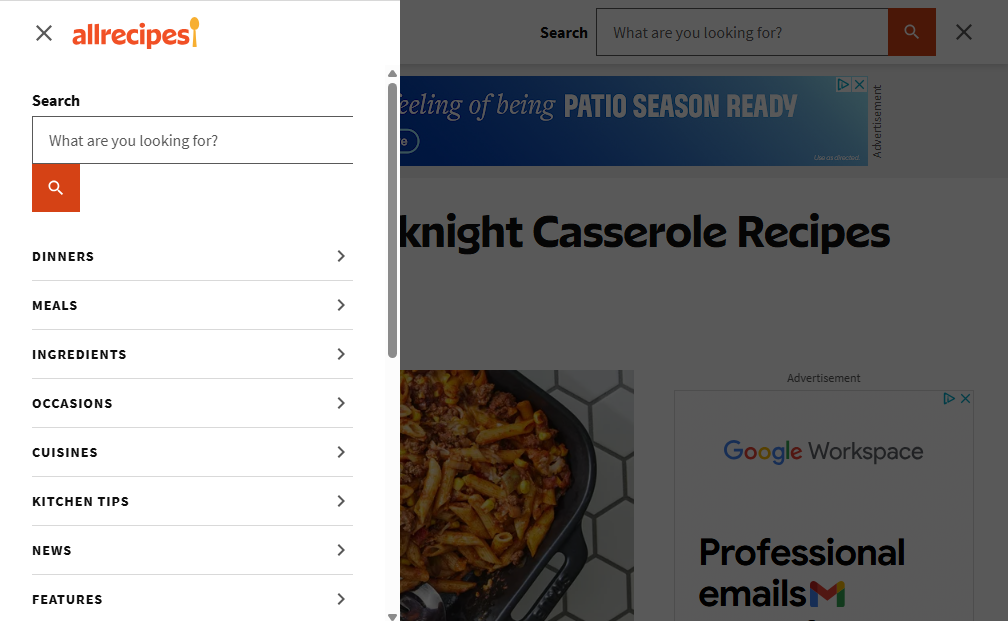 allrecipes
Search
What are you looking for?
DINNERS
MEALS
INGREDIENTS
OCCASIONS
CUISINES
KITCHEN TIPS
NEWS
FEATURES
Search
What are you looking for?
eeling of being PATIO SEASON READY
Use as directed.
Advertisement
knight Casserole Recipes
Advertisement
Google Workspace
Professional
emails